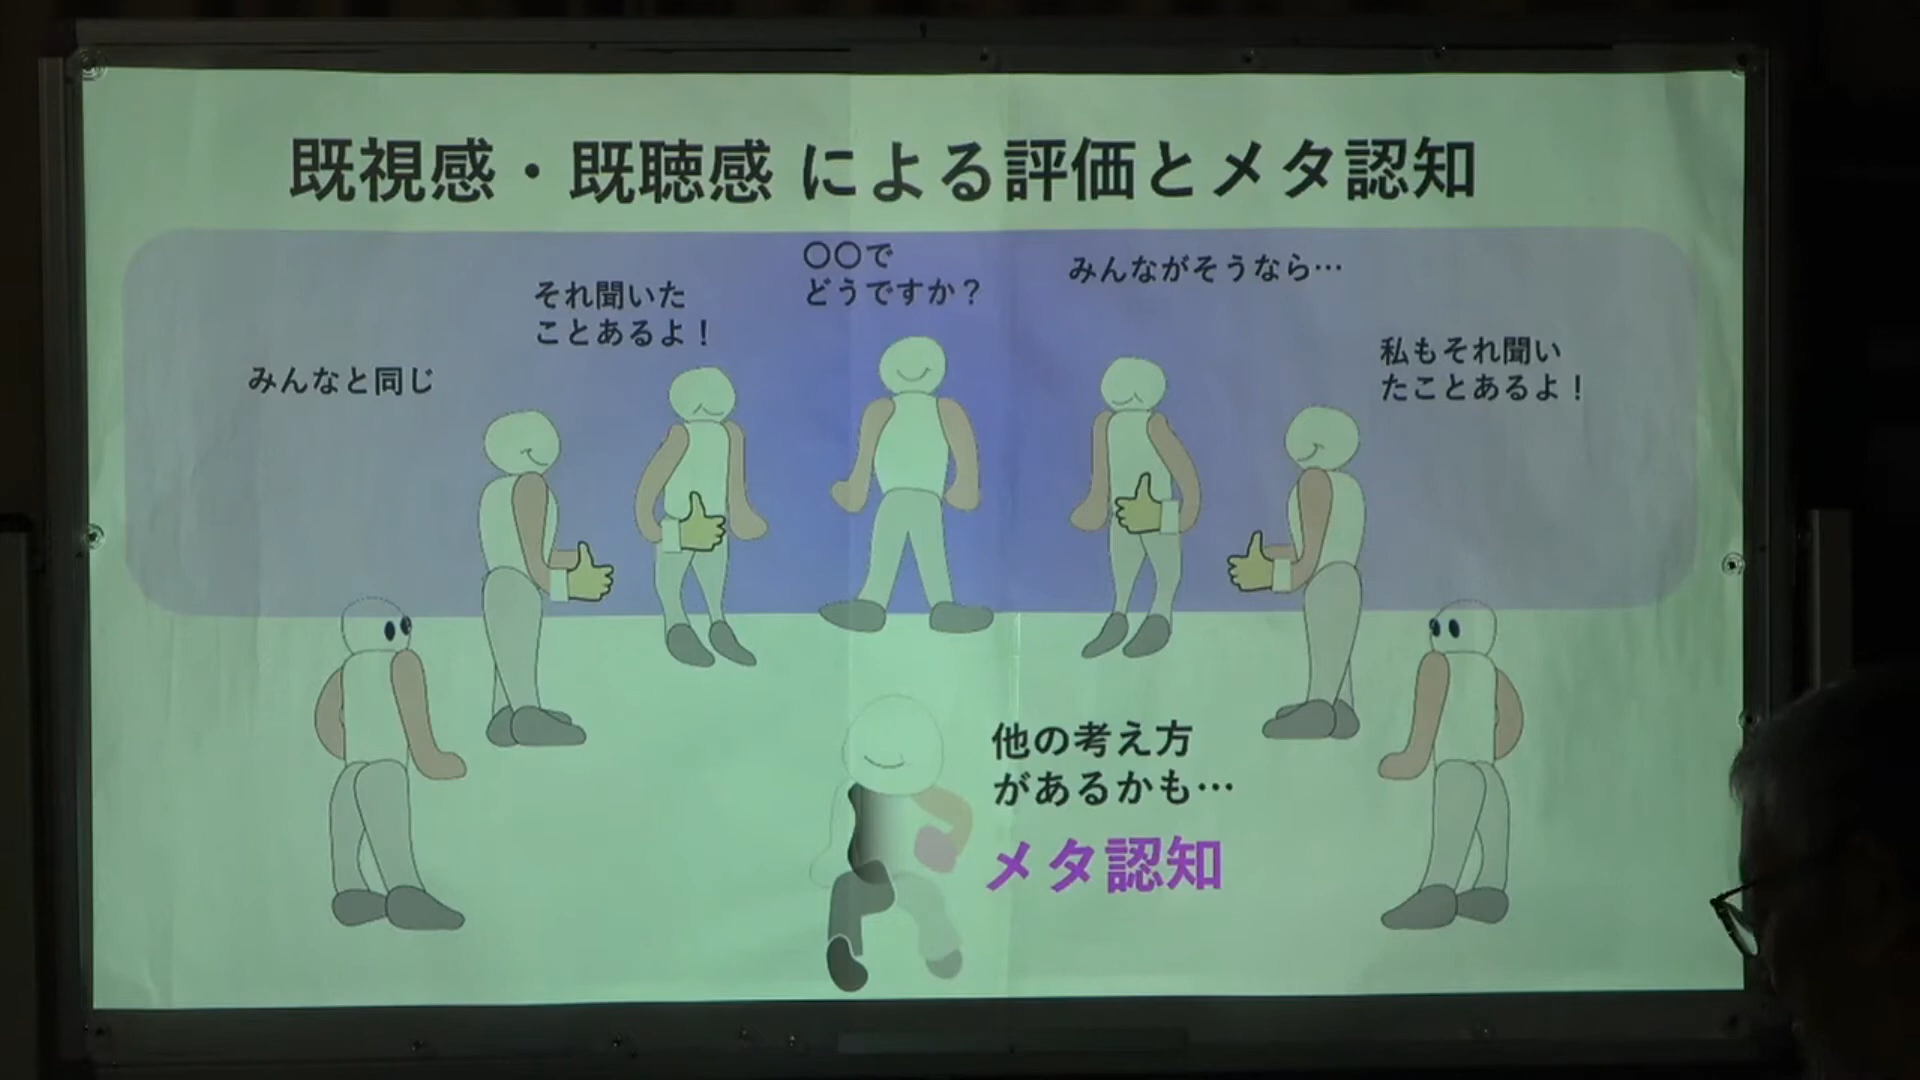 既視感・既聴感 による評価とメタ認知
〇〇で
どうですか？
みんながそうなら…
それ聞いた
ことあるよ！
私もそれ聞い
たことあるよ！
みんなと同じ
他の考え方
があるかも…
メタ認知